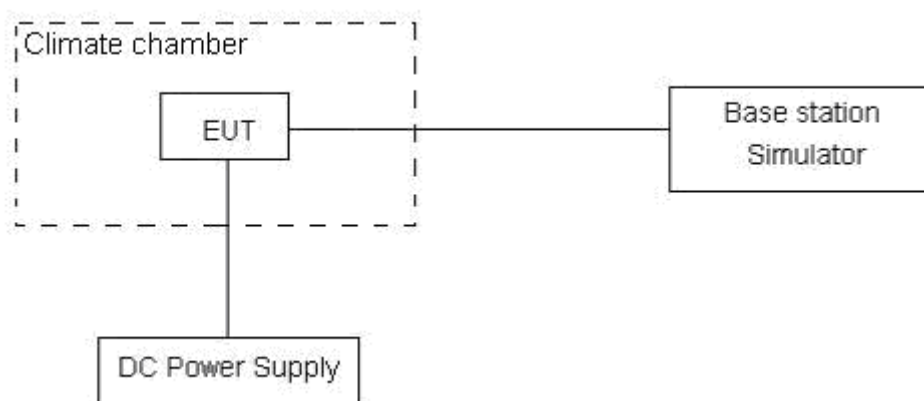 Climate chamber
EUT
Base station
Simulator
DC Power Supply